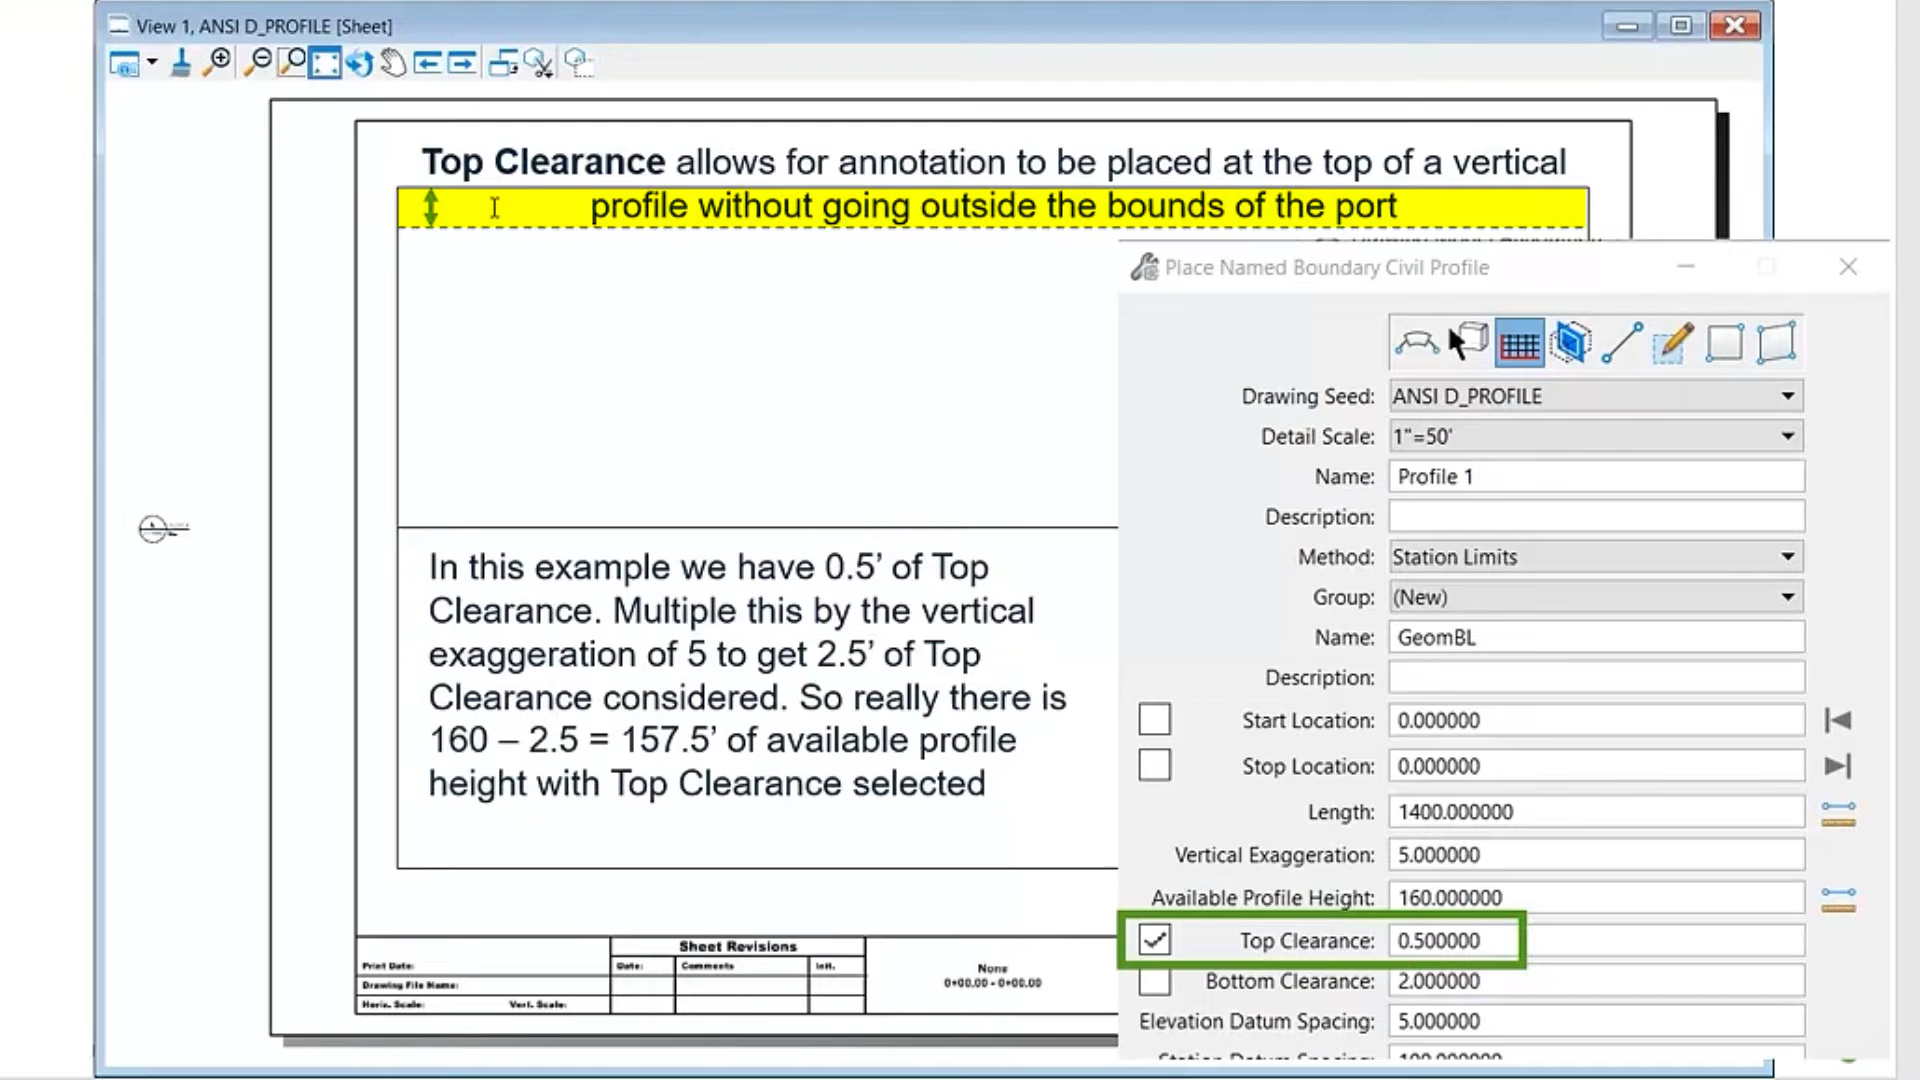 View 1, ANSI D_PROFILE [Sheet]
Top Clearance allows for annotation to be placed at the top of a vertical
profile without going outside the bounds of the port
Place Named Boundary Civil Profile
Drawing Seed: ANSI D_PROFILE
Detail Scale: 1"=50'
Name: Profile 1
Description:
Method: Station Limits
Group: (New)
Name: GeomBL
Description:
Start Location: 0.000000
Stop Location: 0.000000
Length: 1400.000000
Vertical Exaggeration: 5.000000
Available Profile Height: 160.000000
Top Clearance: 0.500000
Bottom Clearance: 2.000000
Elevation Datum Spacing: 5.000000
In this example we have 0.5’ of Top
Clearance. Multiple this by the vertical
exaggeration of 5 to get 2.5’ of Top
Clearance considered. So really there is
160 – 2.5 = 157.5’ of available profile
height with Top Clearance selected
Sheet Revisions
Print Date:
Date: Comments Init.
Drawing File Name:
Horiz. Scale: Vert. Scale:
None
0+00.00 - 0+00.00